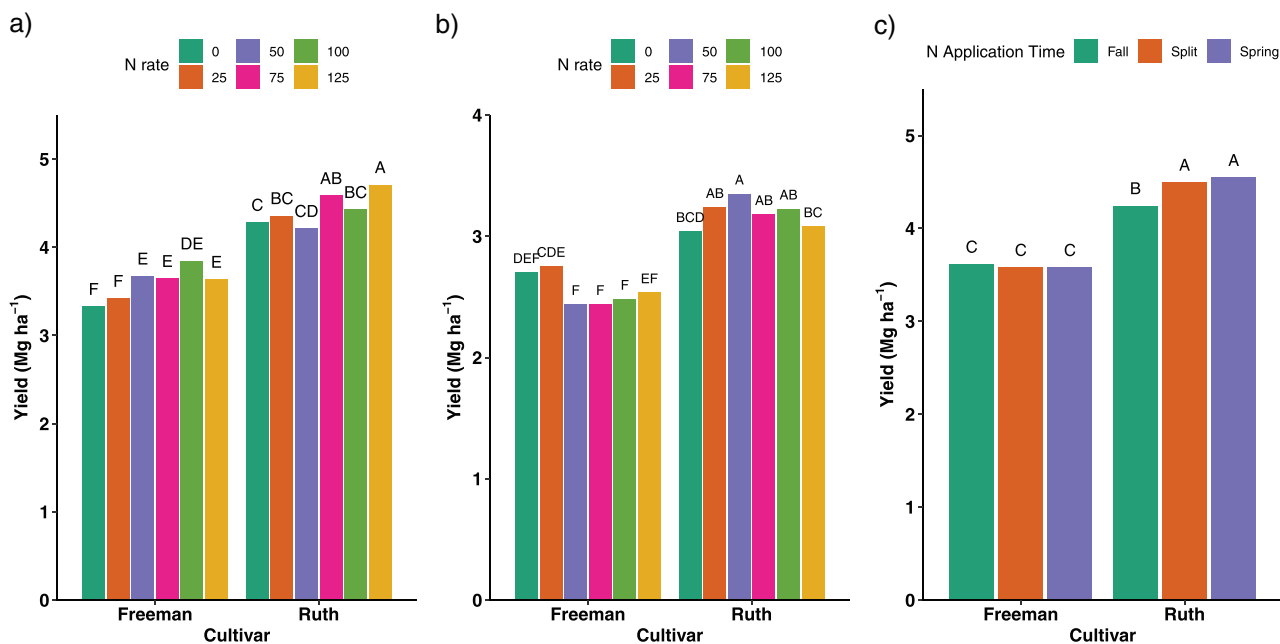 a)
N rate
0
50
100
25
75
125
Yield (Mg ha⁻¹)
5
4
3
2
1
0
F
F
E
E
DE
E
C
BC
CD
AB
BC
A
Freeman
Ruth
Cultivar
b)
N rate
0
50
100
25
75
125
Yield (Mg ha⁻¹)
4
3
2
1
0
DEF
CDE
F
F
F
EF
BCD
AB
A
AB
AB
BC
Freeman
Ruth
Cultivar
c)
N Application Time
Fall
Split
Spring
Yield (Mg ha⁻¹)
5
4
3
2
1
0
C
C
C
B
A
A
Freeman
Ruth
Cultivar